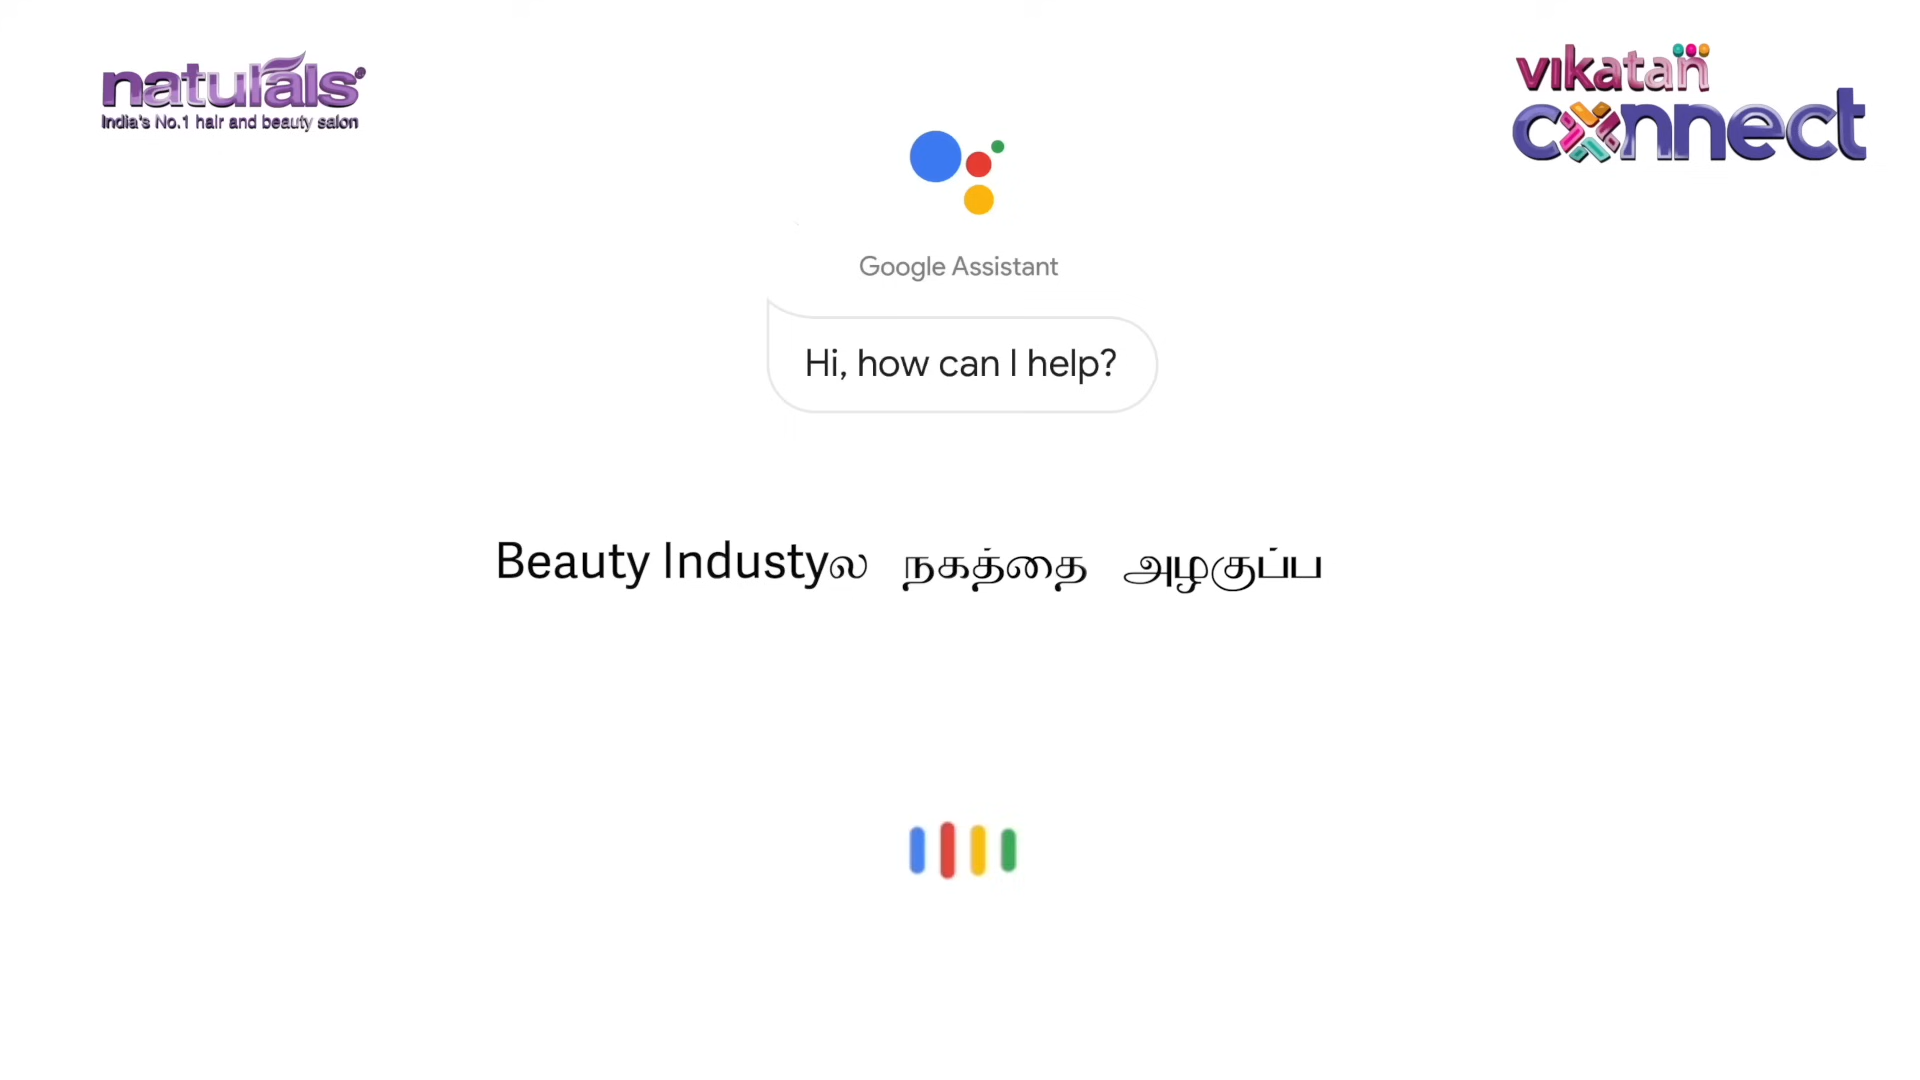 naturals
India's No.1 hair and beauty salon
vikatan
connect
Google Assistant
Hi, how can I help?
Beauty Industyல நகத்தை அழகுப்ப